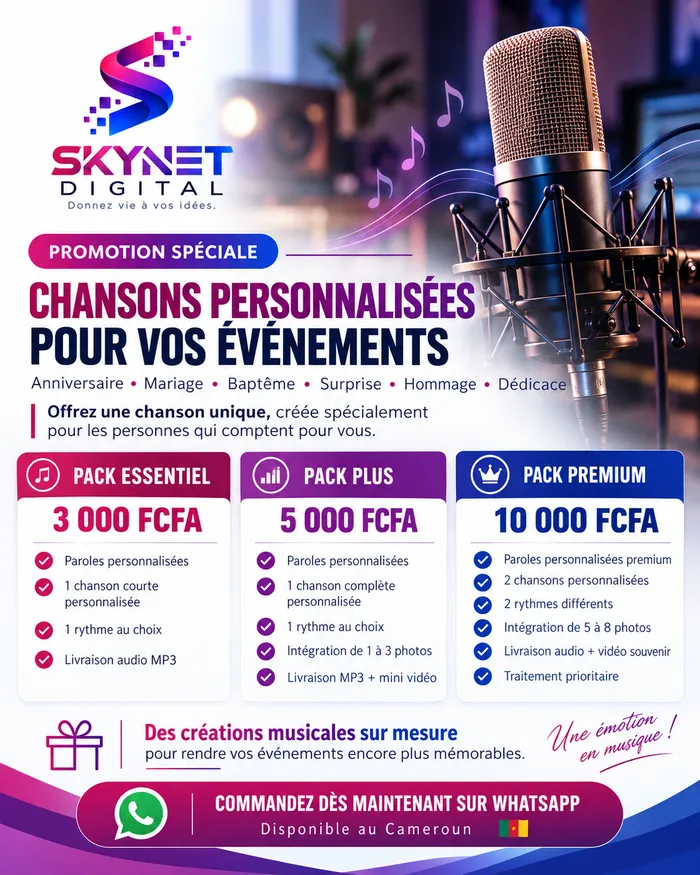 SKYNET
DIGITAL
Donnez vie à vos idées.
PROMOTION SPÉCIALE
CHANSONS PERSONNALISÉES
POUR VOS ÉVÉNEMENTS
Anniversaire • Mariage • Baptême • Surprise • Hommage • Dédicace
Offrez une chanson unique, créée spécialement
pour les personnes qui comptent pour vous.
PACK ESSENTIEL
3 000 FCFA
Paroles personnalisées
1 chanson courte
personnalisée
1 rythme au choix
Livraison audio MP3
PACK PLUS
5 000 FCFA
Paroles personnalisées
1 chanson complète
personnalisée
1 rythme au choix
Intégration de 1 à 3 photos
Livraison MP3 + mini vidéo
PACK PREMIUM
10 000 FCFA
Paroles personnalisées premium
2 chansons personnalisées
2 rythmes différents
Intégration de 5 à 8 photos
Livraison audio + vidéo souvenir
Traitement prioritaire
Des créations musicales sur mesure
pour rendre vos événements encore plus mémorables.
Une émotion
en musique !
COMMANDEZ DÈS MAINTENANT SUR WHATSAPP
Disponible au Cameroun